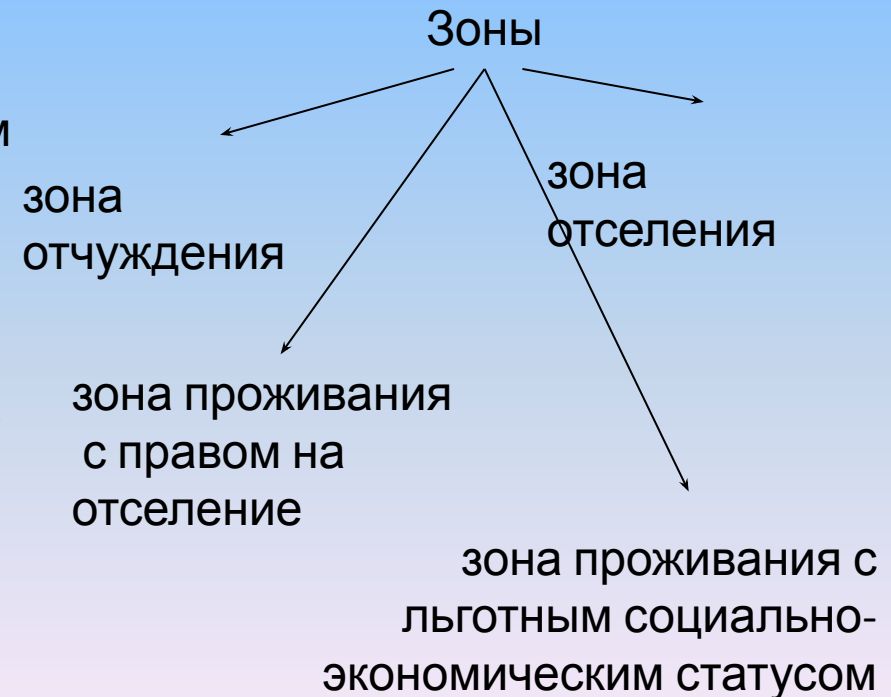 Зоны
зона
отчуждения
зона
отселения
зона проживания
с правом на
отселение
зона проживания с
льготным социально-
экономическим статусом